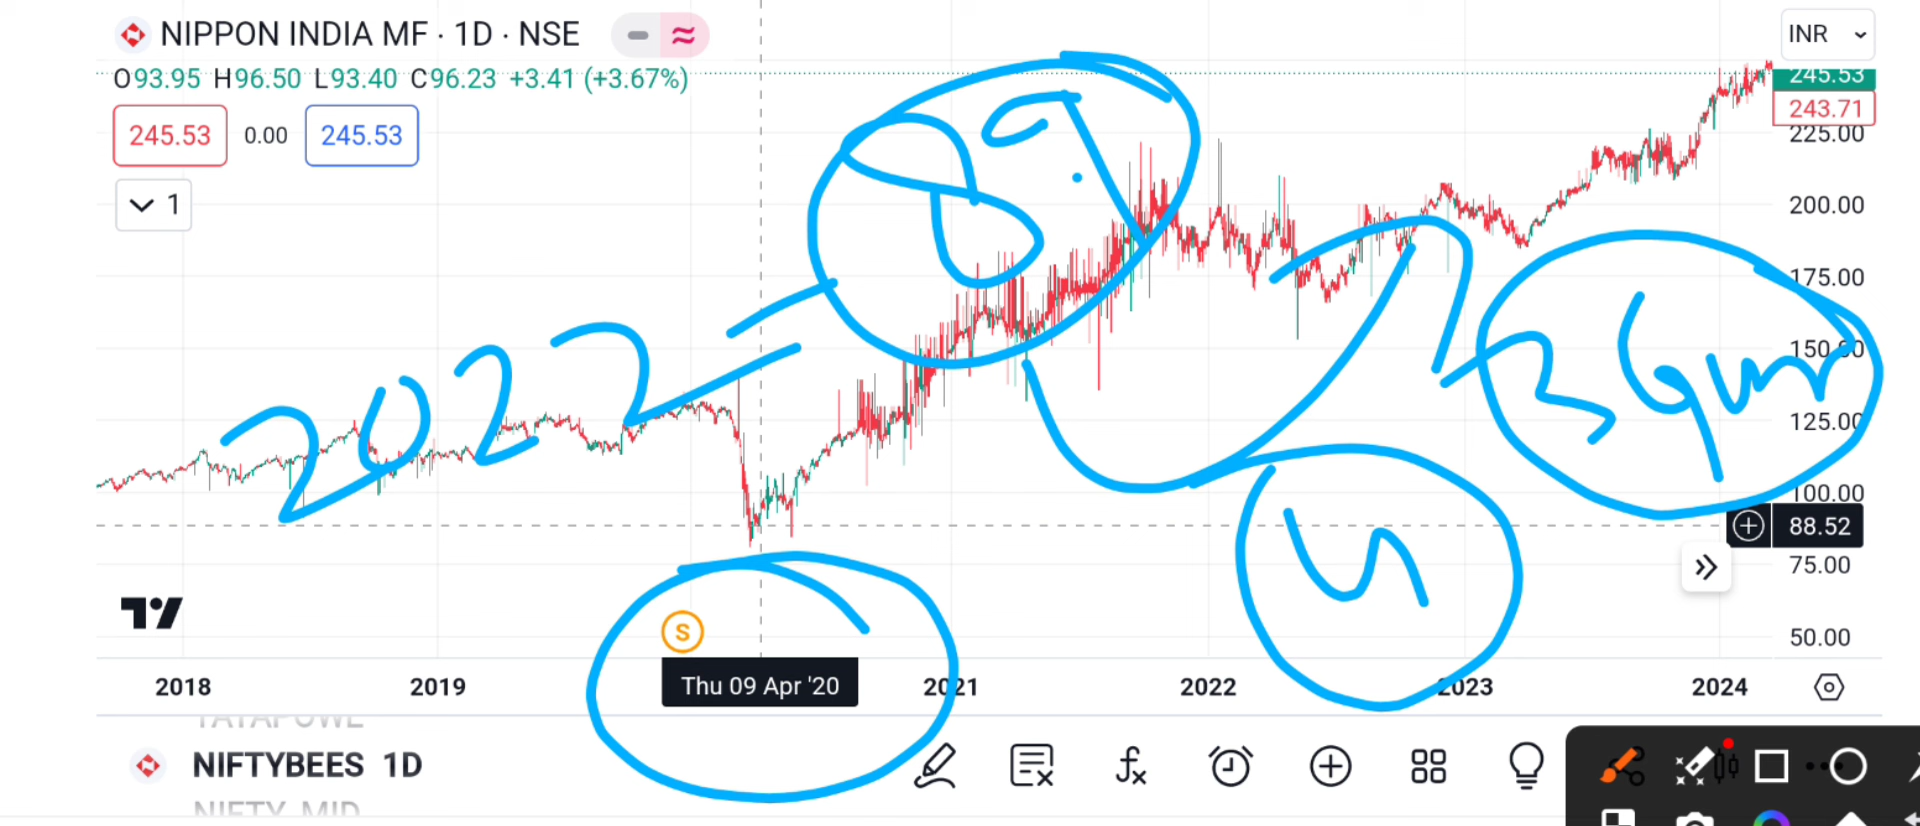 NIPPON INDIA MF · 1D · NSE
INR
O93.95 H96.50 L93.40 C96.23 +3.41 (+3.67%)
245.53 0.00 245.53
1
245.53
243.71
225.00
200.00
175.00
150.00
125.00
100.00
88.52
75.00
50.00
2022 =
S
Thu 09 Apr '20
2018 2019 2021 2022 2023 2024
NIFTYBEES 1D
NIFTY MID